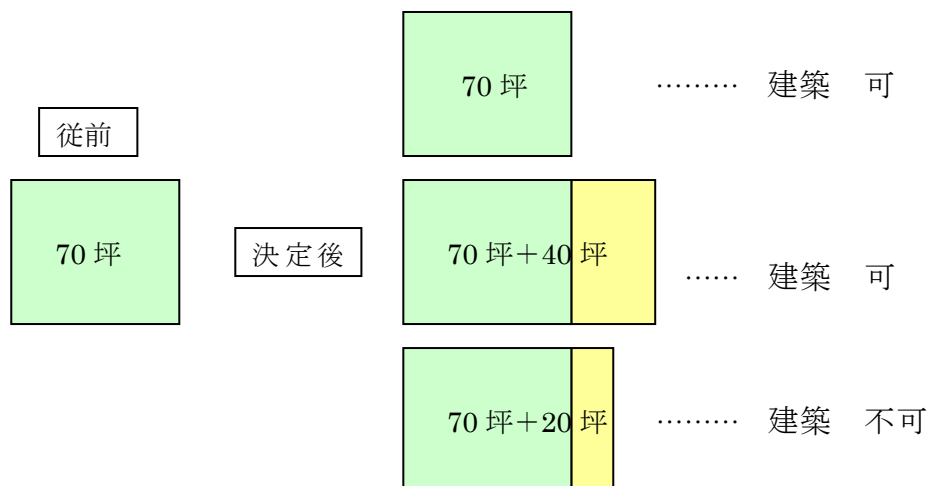 70 坪 ……… 建築 可
従前
70 坪
決定後
70 坪＋40 坪 …… 建築 可
70 坪＋20 坪 ……… 建築 不可